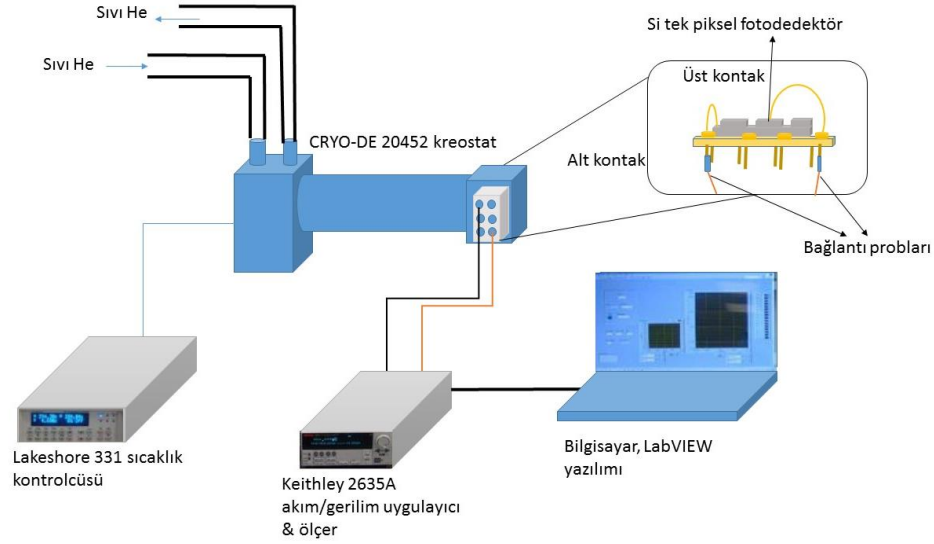 Sıvı He
Si tek piksel fotodedektör
Sıvı He
Üst kontak
CRYO-DE 20452 kreostat
Alt kontak
Bağlantı probları
Lakeshore 331 sıcaklık
kontrolcüsü
Keithley 2635A
akım/gerilim uygulayıcı
& ölçer
Bilgisayar, LabVIEW
yazılımı